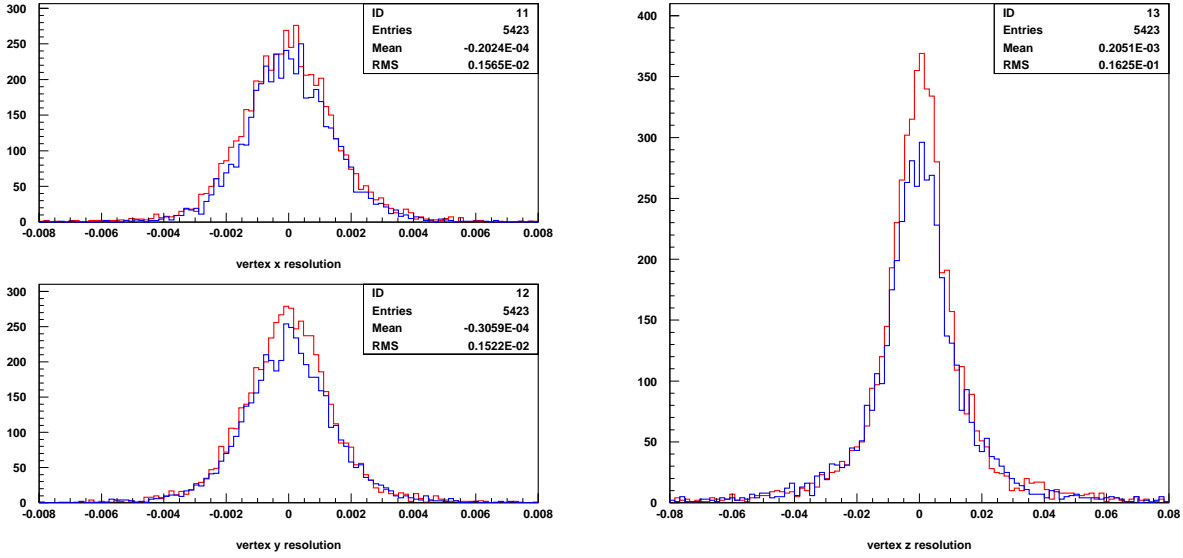 ID 11
Entries 5423
Mean -0.2024E-04
RMS 0.1565E-02
300
250
200
150
100
50
0
-0.008 -0.006 -0.004 -0.002 0 0.002 0.004 0.006 0.008
vertex x resolution
ID 12
Entries 5423
Mean -0.3059E-04
RMS 0.1522E-02
300
250
200
150
100
50
0
-0.008 -0.006 -0.004 -0.002 0 0.002 0.004 0.006 0.008
vertex y resolution
ID 13
Entries 5423
Mean 0.2051E-03
RMS 0.1625E-01
400
350
300
250
200
150
100
50
0
-0.08 -0.06 -0.04 -0.02 0 0.02 0.04 0.06 0.08
vertex z resolution